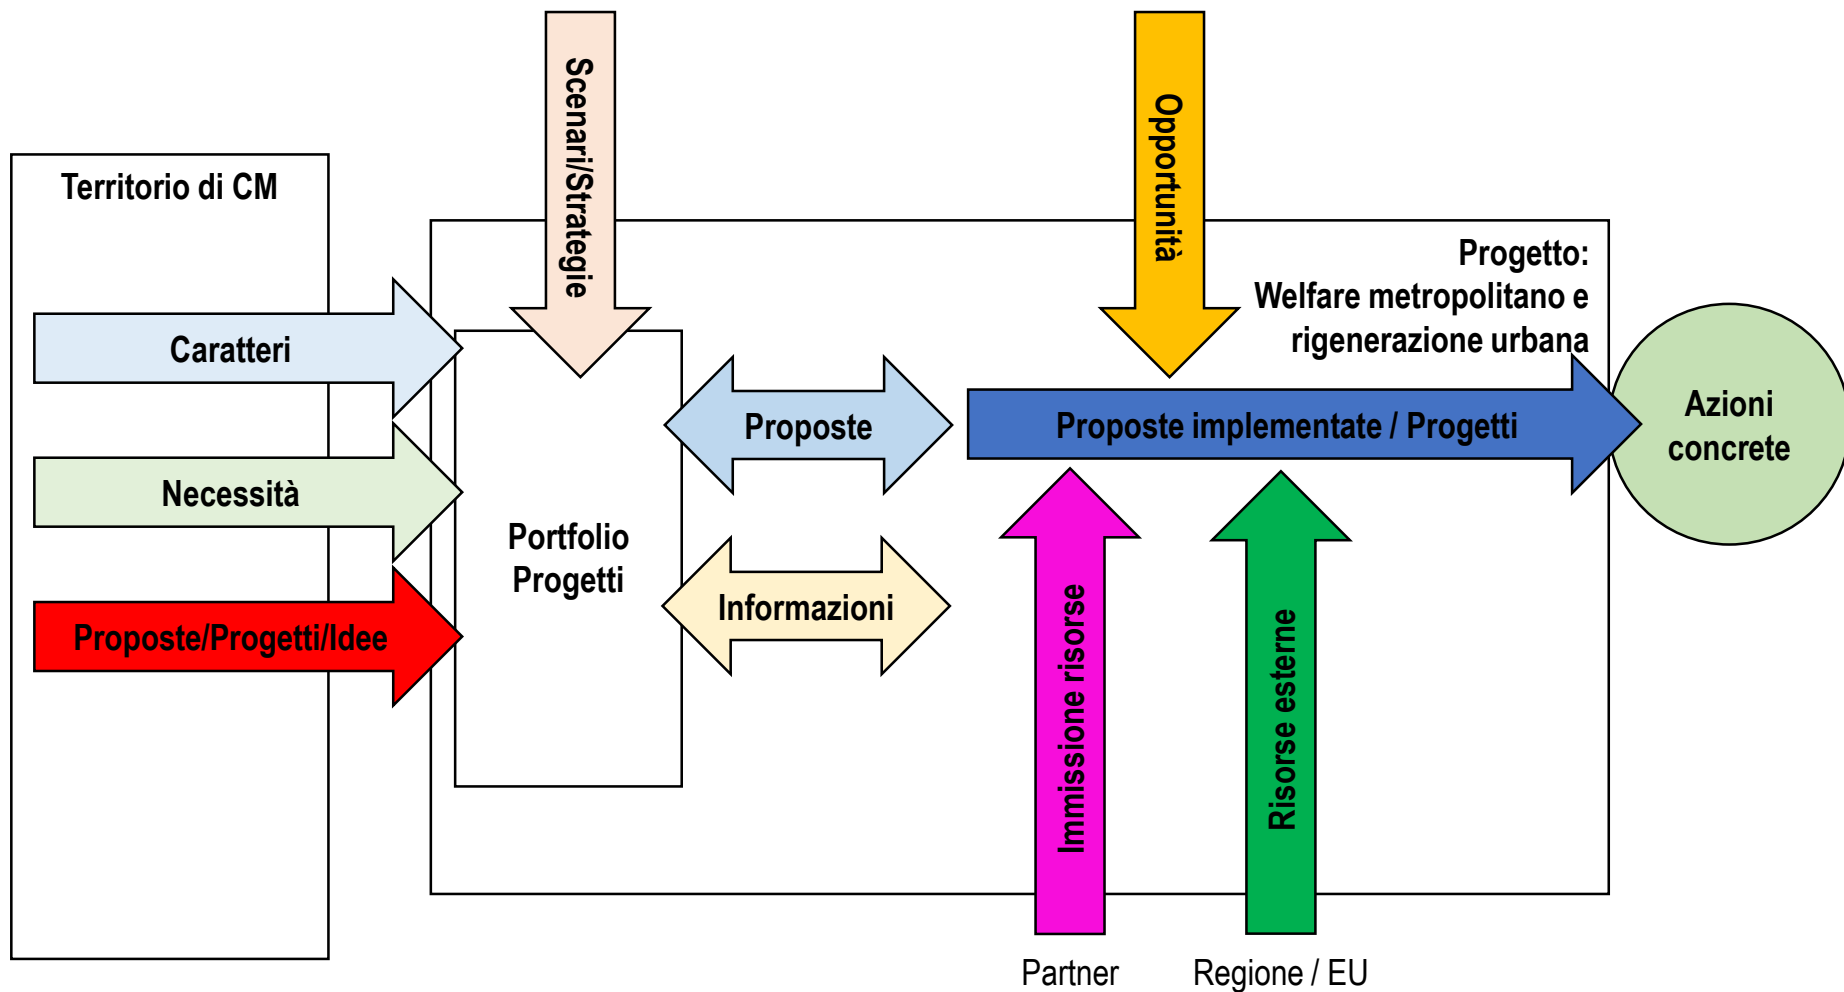 Territorio di CM
Caratteri
Necessità
Proposte/Progetti/Idee
Scenari/Strategie
Portfolio
Progetti
Proposte
Informazioni
Opportunità
Progetto:
Welfare metropolitano e
rigenerazione urbana
Proposte implementate / Progetti
Azioni
concrete
Immissione risorse
Risorse esterne
Partner
Regione / EU